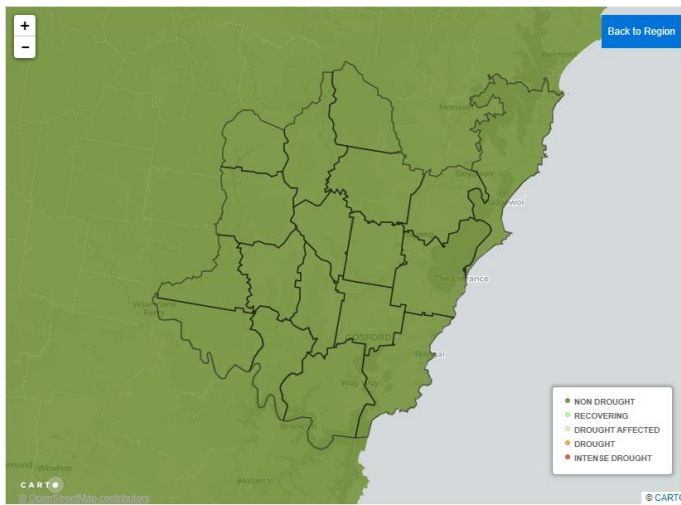 +
Back to Region
−
Belmont
Morisset
Doyalson
Budgewoi
Wyong
The Entrance
Wisemans
Ferry
GOSFORD
Terrigal
Woy Woy
NON DROUGHT
RECOVERING
DROUGHT AFFECTED
DROUGHT
INTENSE DROUGHT
Brooklyn
Windsor
Berowra
CARTO
© OpenStreetMap contributors
© CARTO